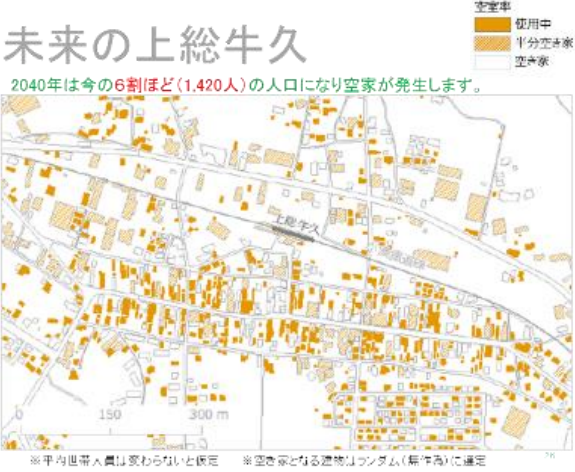 空室率
使用中
半分空き家
空き家
未来の上総牛久
2040年は今の6割ほど(1,420人)の人口になり空家が発生します。
上総牛久
0 150 300 m
※平均世帯人員は変わらないと仮定 ※空き家となる建物はランダム(無作為)に選定